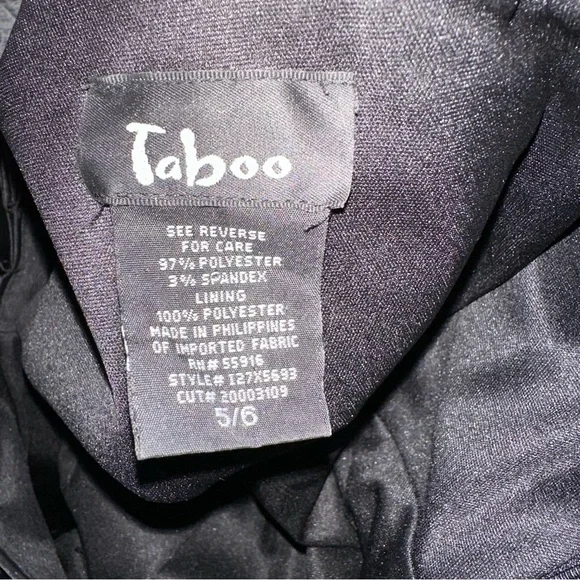 Taboo
SEE REVERSE
FOR CARE
97% POLYESTER
3% SPANDEX
LINING
100% POLYESTER
MADE IN PHILIPPINES
OF IMPORTED FABRIC
RN# 55916
STYLE# I27X5693
CUT# 20003109
5/6